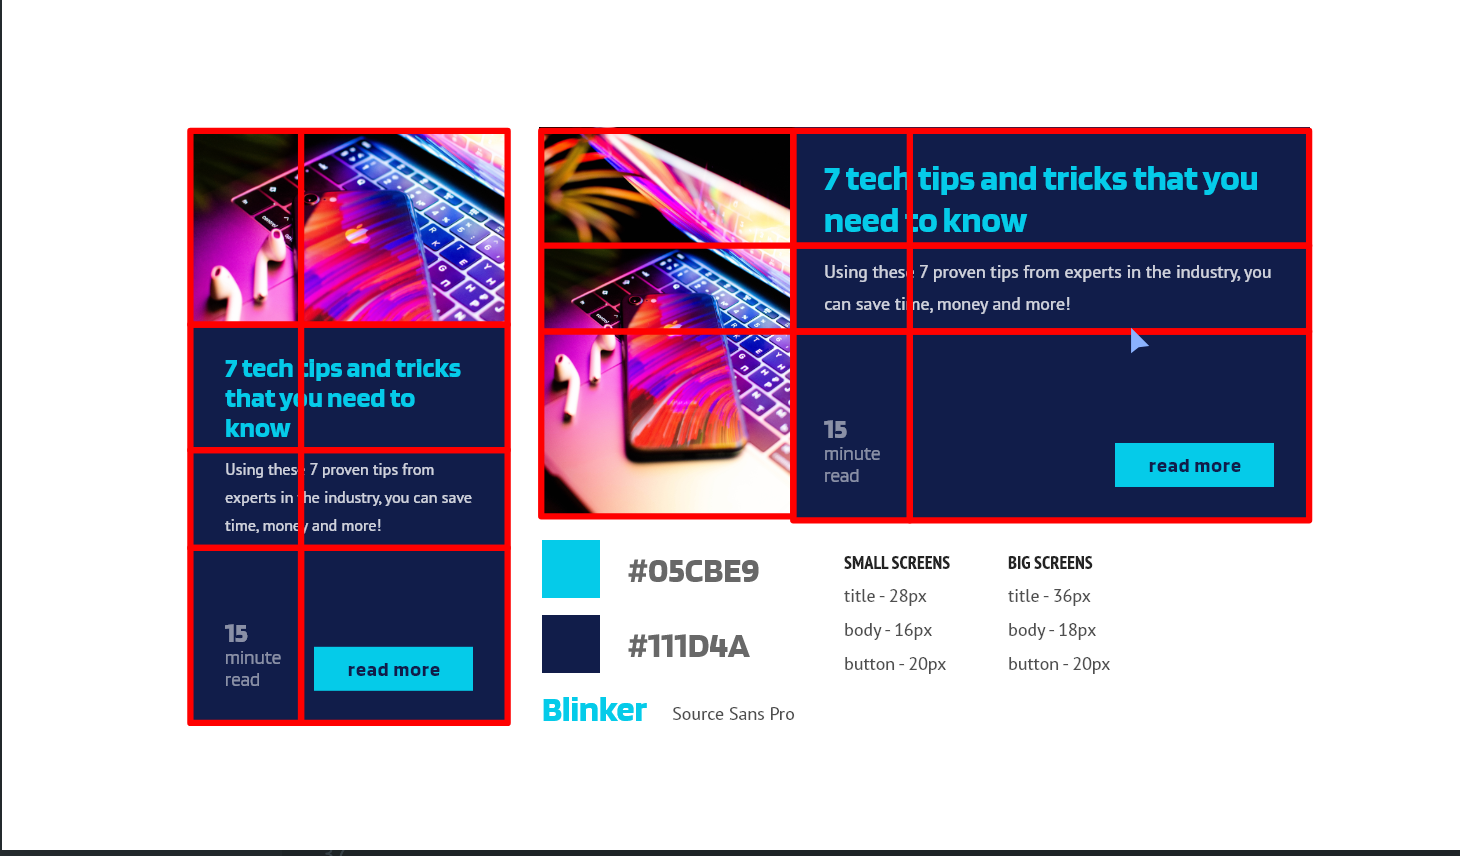 7 tech tips and tricks
that you need to
know
Using these 7 proven tips from
experts in the industry, you can save
time, money and more!
15
minute
read
read more
7 tech tips and tricks that you
need to know
Using these 7 proven tips from experts in the industry, you
can save time, money and more!
15
minute
read
read more
#05CBE9
#111D4A
Blinker Source Sans Pro
SMALL SCREENS
title - 28px
body - 16px
button - 20px
BIG SCREENS
title - 36px
body - 18px
button - 20px